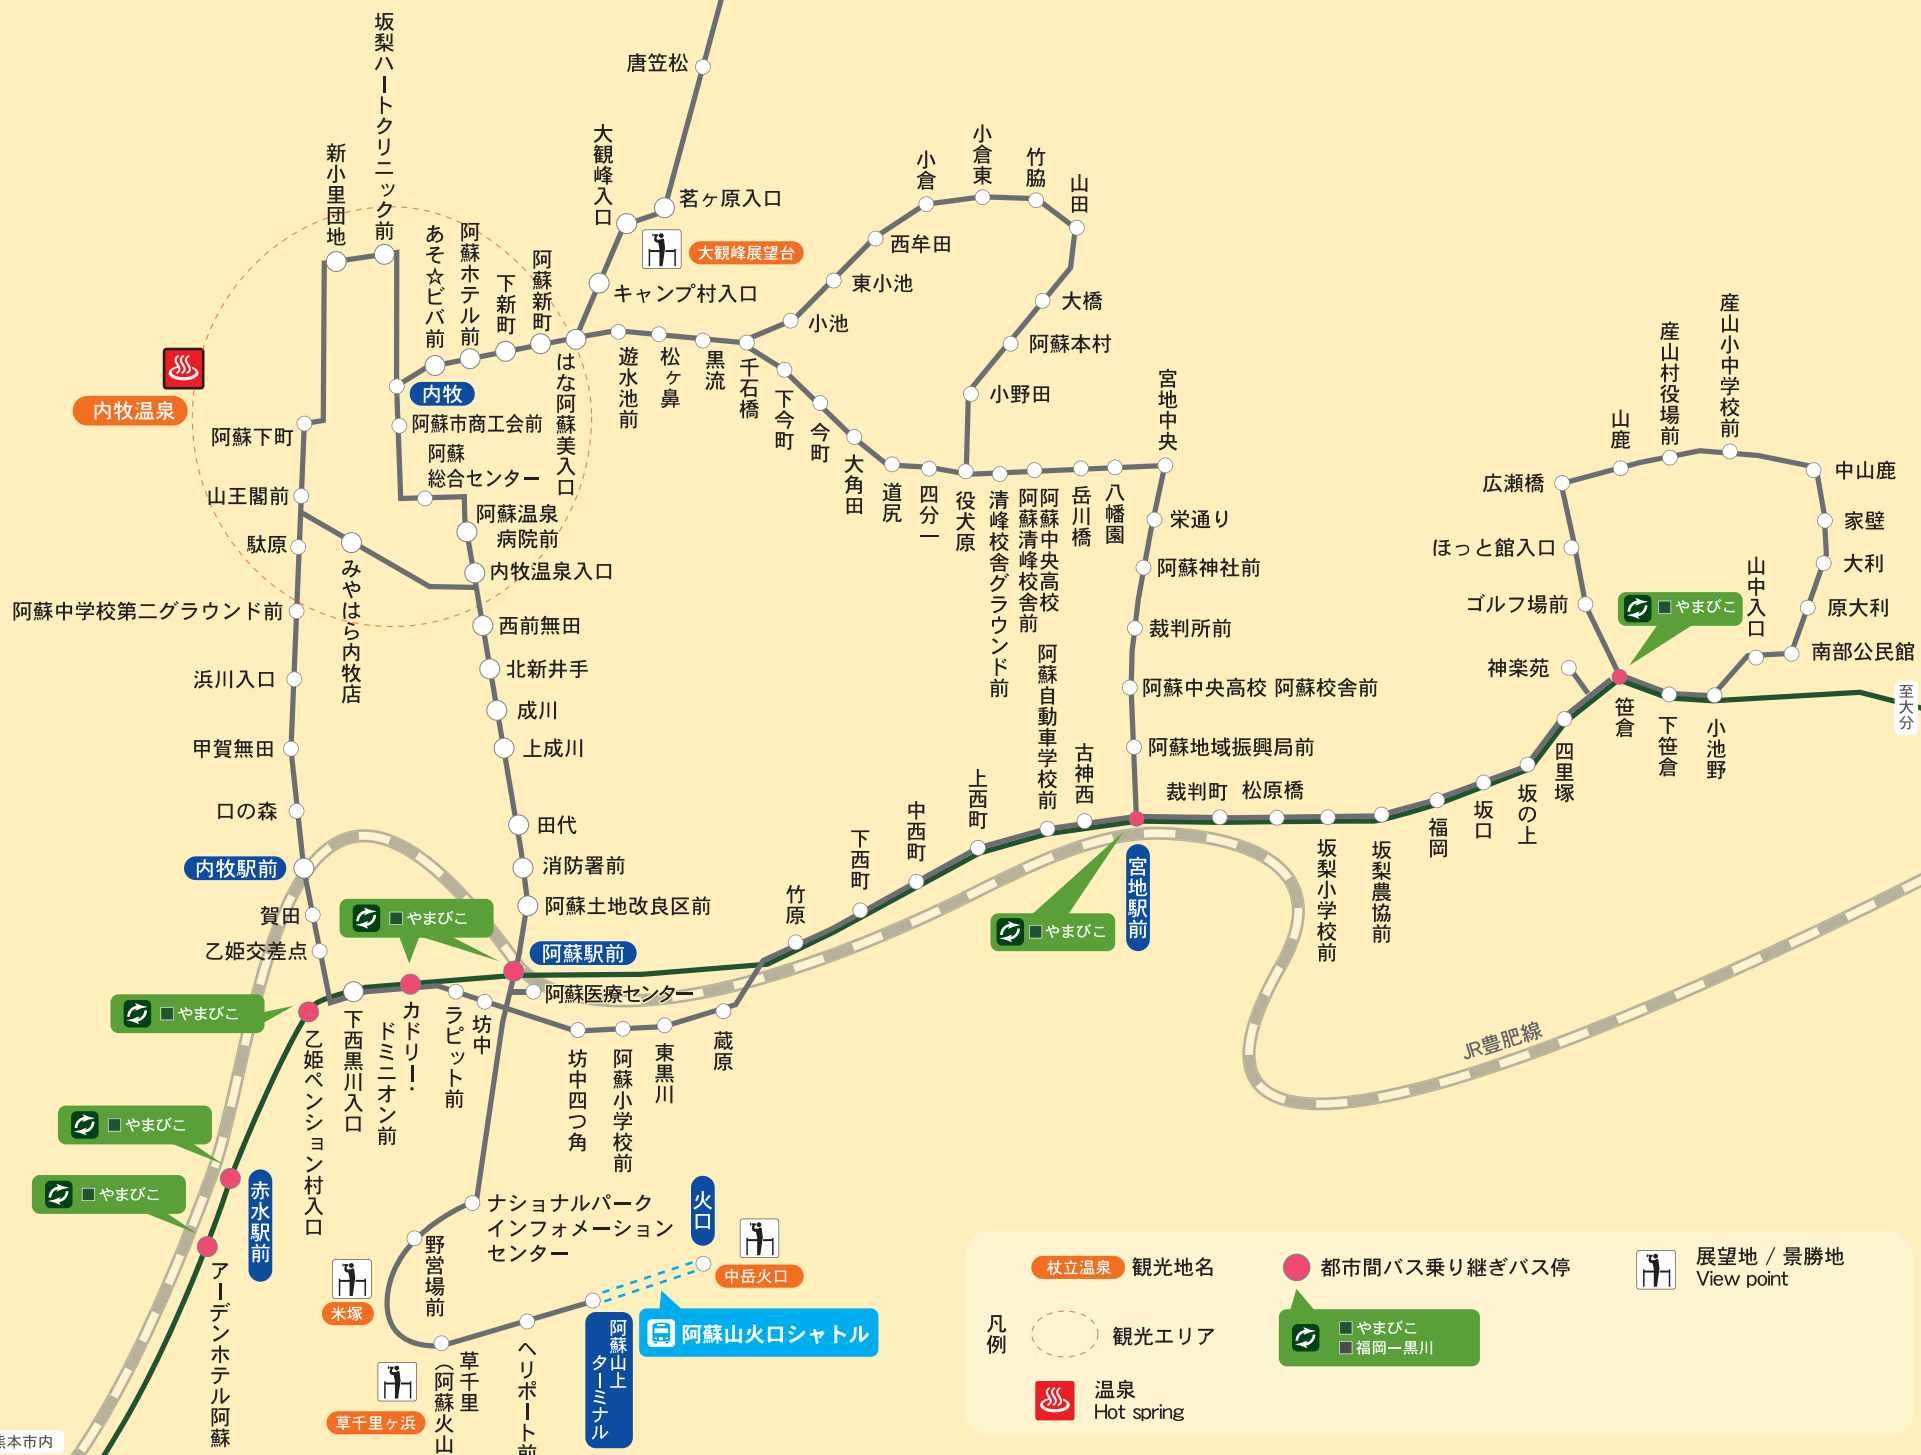 坂梨ハートクリニック前
新小里団地
唐笠松
大観峰入口
茗ヶ原入口
大観峰展望台
キャンプ村入口
あそ☆ビバ前
阿蘇ホテル前
下新町
阿蘇新町
はな阿蘇美入口
内牧
内牧温泉
阿蘇下町
阿蘇市商工会前
阿蘇
総合センター
阿蘇温泉
病院前
山王閣前
駄原
みやはら内牧店
内牧温泉入口
阿蘇中学校第二グラウンド前
西前無田
浜川入口
北新井手
成川
甲賀無田
上成川
口の森
田代
内牧駅前
消防署前
賀田
阿蘇土地改良区前
乙姫交差点
阿蘇駅前
阿蘇医療センター
遊水池前
松ヶ鼻
黒流
千石橋
小池
東小池
西牟田
小倉
小倉東
竹脇
山田
大橋
阿蘇本村
小野田
下今町
今町
大角田
道尻
四分一
役犬原
清峰校舎グラウンド前
阿蘇中央高校
阿蘇清峰校舎前
岳川橋
八幡園
宮地中央
栄通り
阿蘇神社前
裁判所前
阿蘇中央高校 阿蘇校舎前
阿蘇地域振興局前
裁判町
松原橋
阿蘇自動車学校前
古神西
上西町
中西町
下西町
竹原
宮地駅前
やまびこ
坂梨小学校前
坂梨農協前
福岡
坂口
坂の上
四里塚
神楽苑
笹倉
下笹倉
小池野
やまびこ
ゴルフ場前
ほっと館入口
広瀬橋
山鹿
産山村役場前
産山小中学校前
中山鹿
家壁
大利
原大利
南部公民館
山中入口
至大分
JR豊肥線
やまびこ
やまびこ
やまびこ
やまびこ
乙姫ペンション村入口
下西黒川入口
カドリー・
ドミニオン前
ラピット前
坊中
坊中四つ角
阿蘇小学校前
東黒川
蔵原
赤水駅前
アーデンホテル阿蘇
熊本市内
ナショナルパーク
インフォメーション
センター
野営場前
米塚
草千里
(阿蘇火山
草千里ヶ浜
ヘリポート前
阿蘇山上
ターミナル
火口
中岳火口
阿蘇山火口シャトル
凡例
杖立温泉 観光地名
観光エリア
温泉
Hot spring
都市間バス乗り継ぎバス停
やまびこ
福岡ー黒川
展望地 / 景勝地
View point